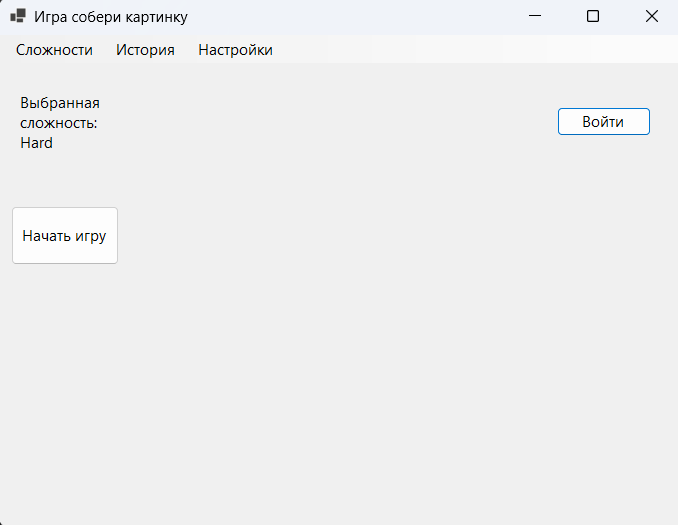 Игра собери картинку
Сложности История Настройки
Выбранная
сложность:
Hard
Войти
Начать игру